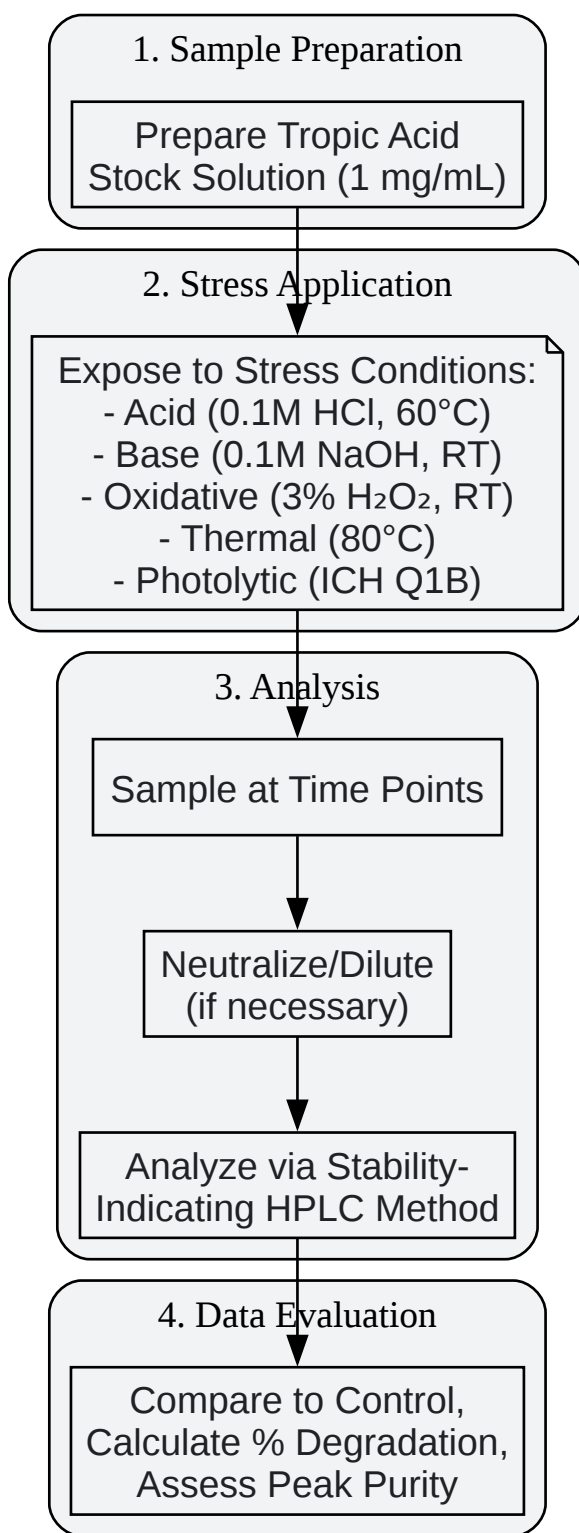 1. Sample Preparation
Prepare Tropic Acid
Stock Solution (1 mg/mL)
2. Stress Application
Expose to Stress Conditions:
- Acid (0.1M HCl, 60°C)
- Base (0.1M NaOH, RT)
- Oxidative (3% H₂O₂, RT)
- Thermal (80°C)
- Photolytic (ICH Q1B)
3. Analysis
Sample at Time Points
Neutralize/Dilute
(if necessary)
Analyze via Stability-
Indicating HPLC Method
4. Data Evaluation
Compare to Control,
Calculate % Degradation,
Assess Peak Purity